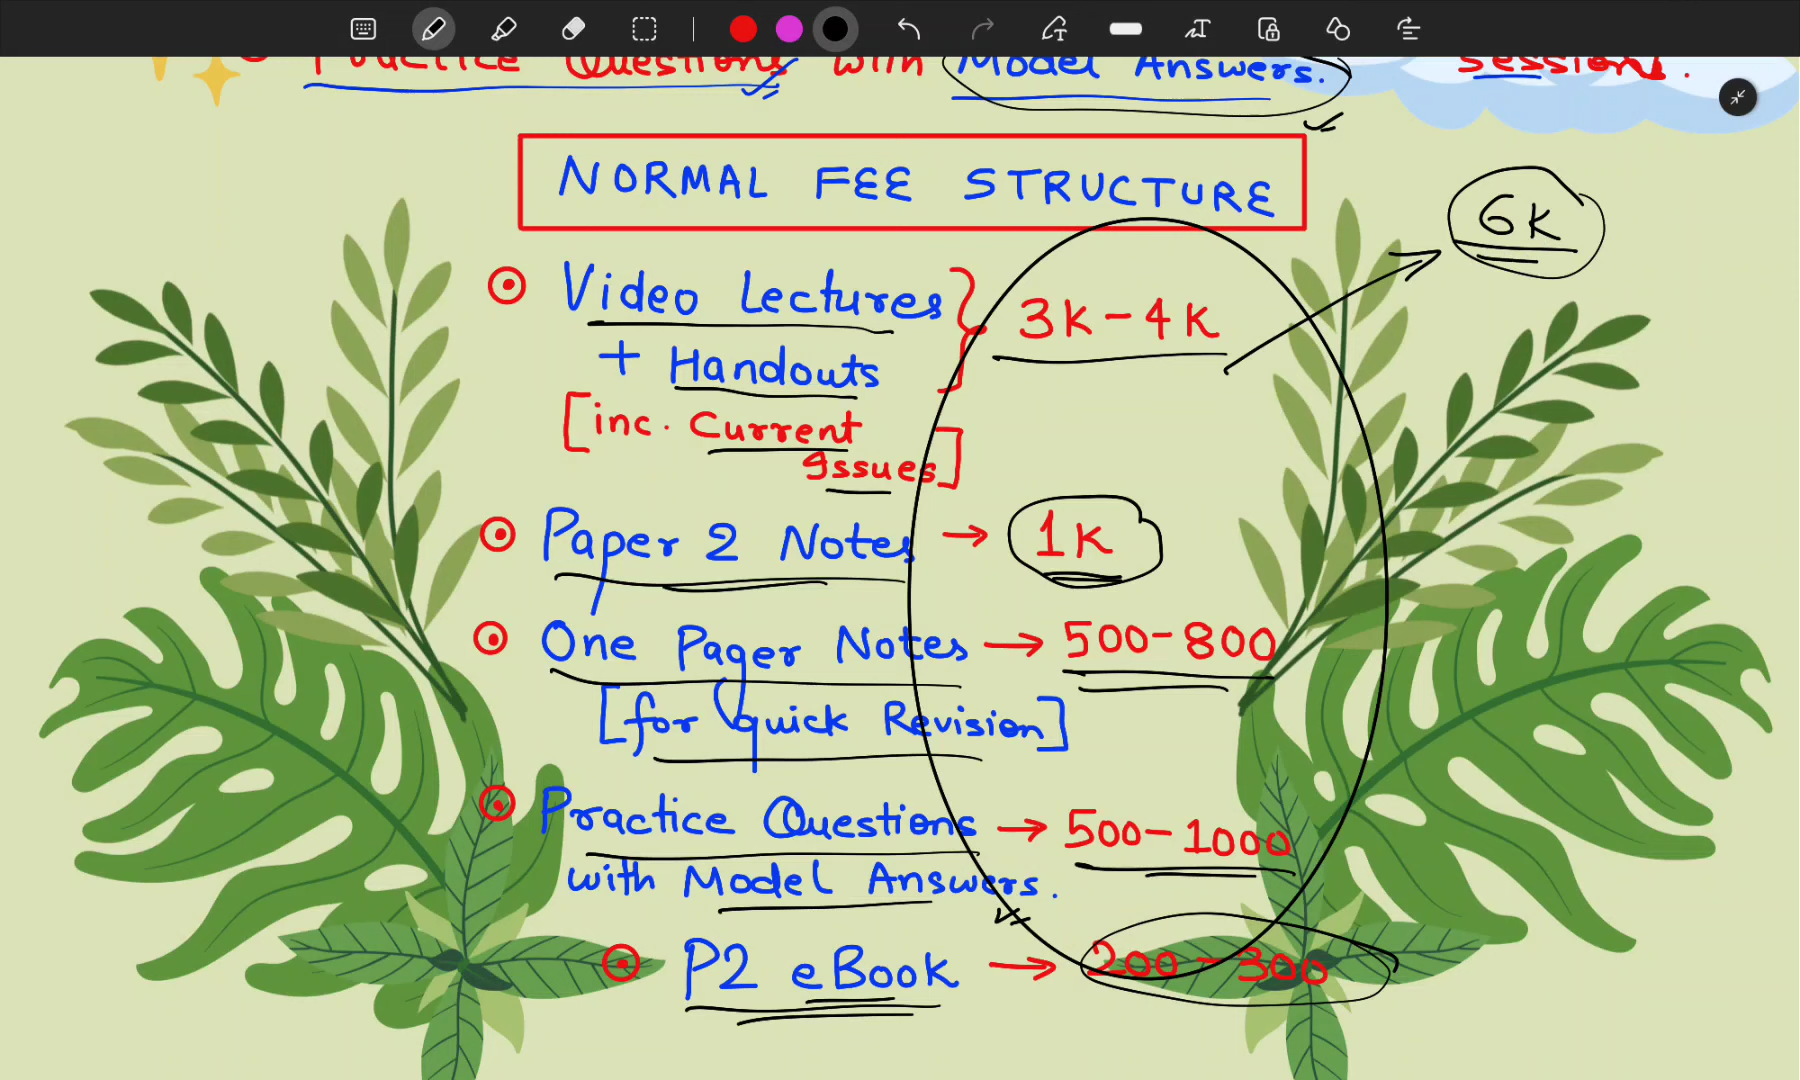 Practice Questions with Model Answers. Session.
NORMAL FEE STRUCTURE
6K
Video Lectures
3K-4K
+ Handouts
[inc. Current
Issues]
Paper 2 Notes → 1K
One Pager Notes → 500-800
[for quick Revision]
Practice Questions → 500-1000
with Model Answers.
P2 eBook → 200-300